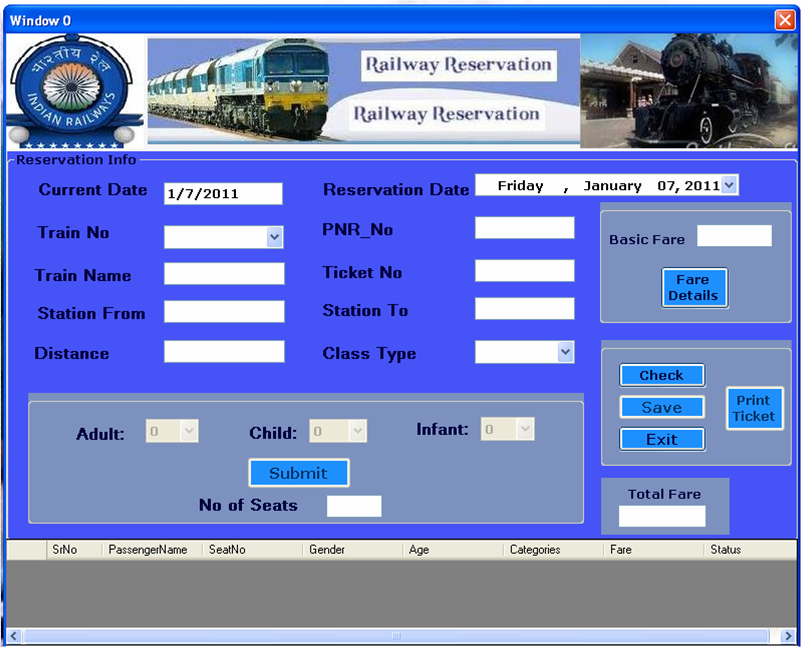 Window 0
भारतीय रेल
INDIAN RAILWAYS
Railway Reservation
Railway Reservation
Reservation Info
Current Date 1/7/2011 Reservation Date Friday , January 07, 2011
Train No PNR_No
Basic Fare
Train Name Ticket No
Fare
Details
Station From Station To
Distance Class Type
Check
Save
Exit
Print
Ticket
Adult: 0 Child: 0 Infant: 0
Submit
No of Seats
Total Fare
SrNo PassengerName SeatNo Gender Age Categories Fare Status